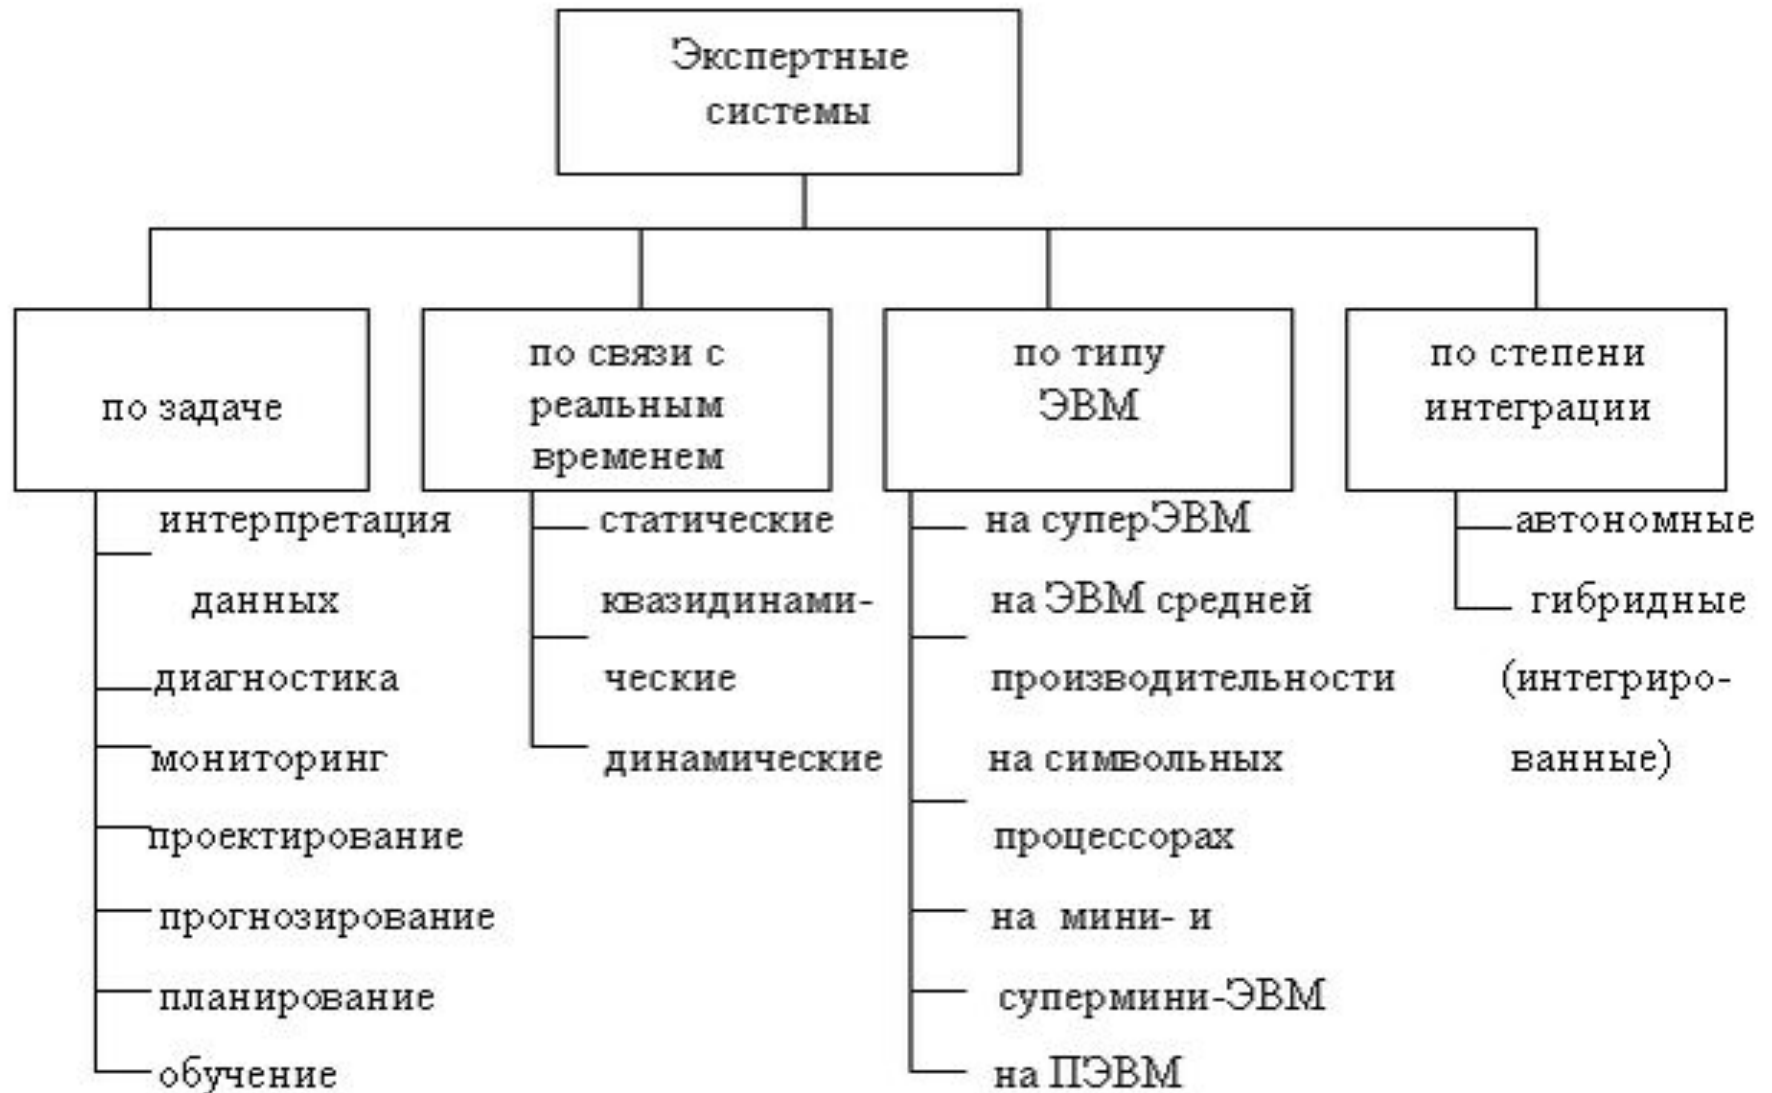 Экспертные
системы
по задаче
интерпретация
данных
диагностика
мониторинг
проектирование
прогнозирование
планирование
обучение
по связи с
реальным
временем
статические
квазидинами-
ческие
динамические
по типу
ЭВМ
на суперЭВМ
на ЭВМ средней
производительности
на символьных
процессорах
на мини- и
супермини-ЭВМ
на ПЭВМ
по степени
интеграции
автономные
гибридные
(интегриро-
ванные)